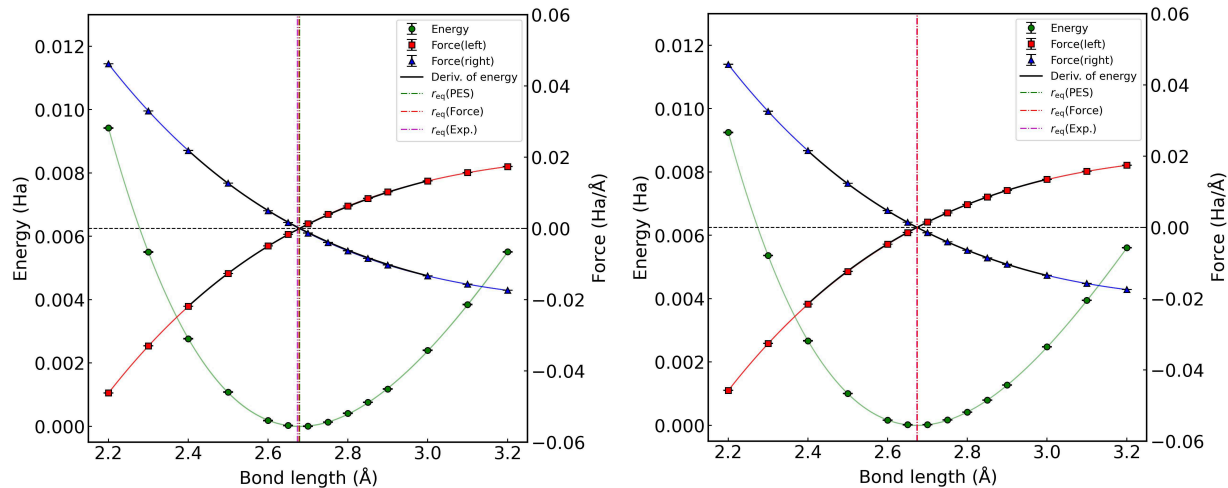 Energy
Force(left)
Force(right)
Deriv. of energy
r_eq(PES)
r_eq(Force)
r_eq(Exp.)
0.012
0.010
0.008
0.006
0.004
0.002
0.000
Energy (Ha)
0.06
0.04
0.02
0.00
−0.02
−0.04
−0.06
Force (Ha/Å)
2.2 2.4 2.6 2.8 3.0 3.2
Bond length (Å)
Energy
Force(left)
Force(right)
Deriv. of energy
r_eq(PES)
r_eq(Force)
r_eq(Exp.)
0.012
0.010
0.008
0.006
0.004
0.002
0.000
Energy (Ha)
0.06
0.04
0.02
0.00
−0.02
−0.04
−0.06
Force (Ha/Å)
2.2 2.4 2.6 2.8 3.0 3.2
Bond length (Å)